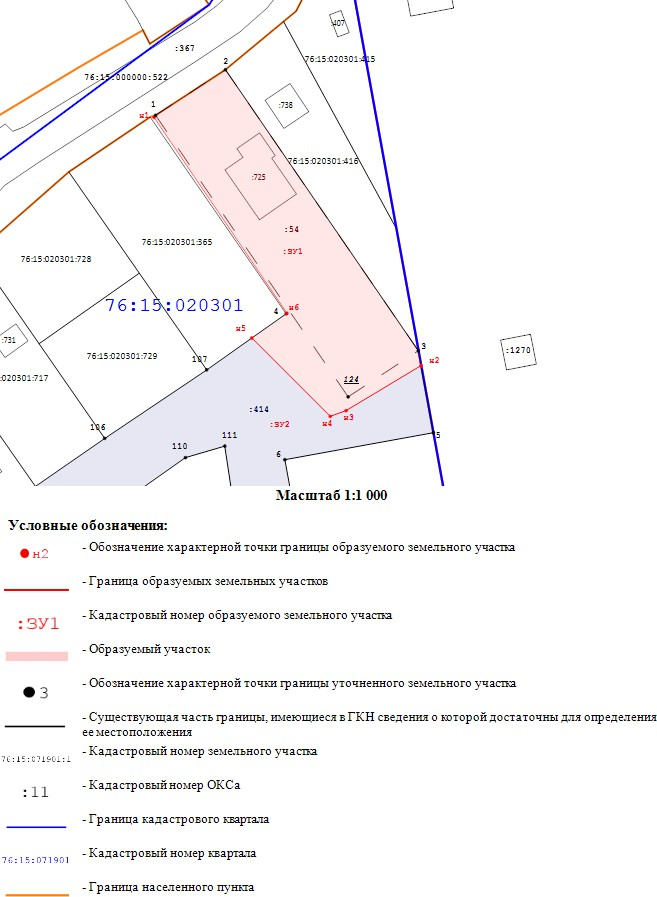 :407
:367
76:15:020301:415
2
76:15:000000:522
1
н1
:738
76:15:020301:416
:725
:54
76:15:020301:365
:ЗУ1
76:15:020301:728
76:15:020301
н6
4
н5
:731
3
:1270
76:15:020301:729
107
н2
:020301:717
124
:414
н3
:ЗУ2
н4
106
111
5
110
6
Масштаб 1:1 000
Условные обозначения:
н2 - Обозначение характерной точки границы образуемого земельного участка
- Граница образуемых земельных участков
:ЗУ1 - Кадастровый номер образуемого земельного участка
- Образуемый участок
3 - Обозначение характерной точки границы уточненного земельного участка
- Существующая часть границы, имеющиеся в ГКН сведения о которой достаточны для определения
ее местоположения
76:15:071901:1 - Кадастровый номер земельного участка
:11 - Кадастровый номер ОКСа
- Граница кадастрового квартала
76:15:071901 - Кадастровый номер квартала
- Граница населенного пункта